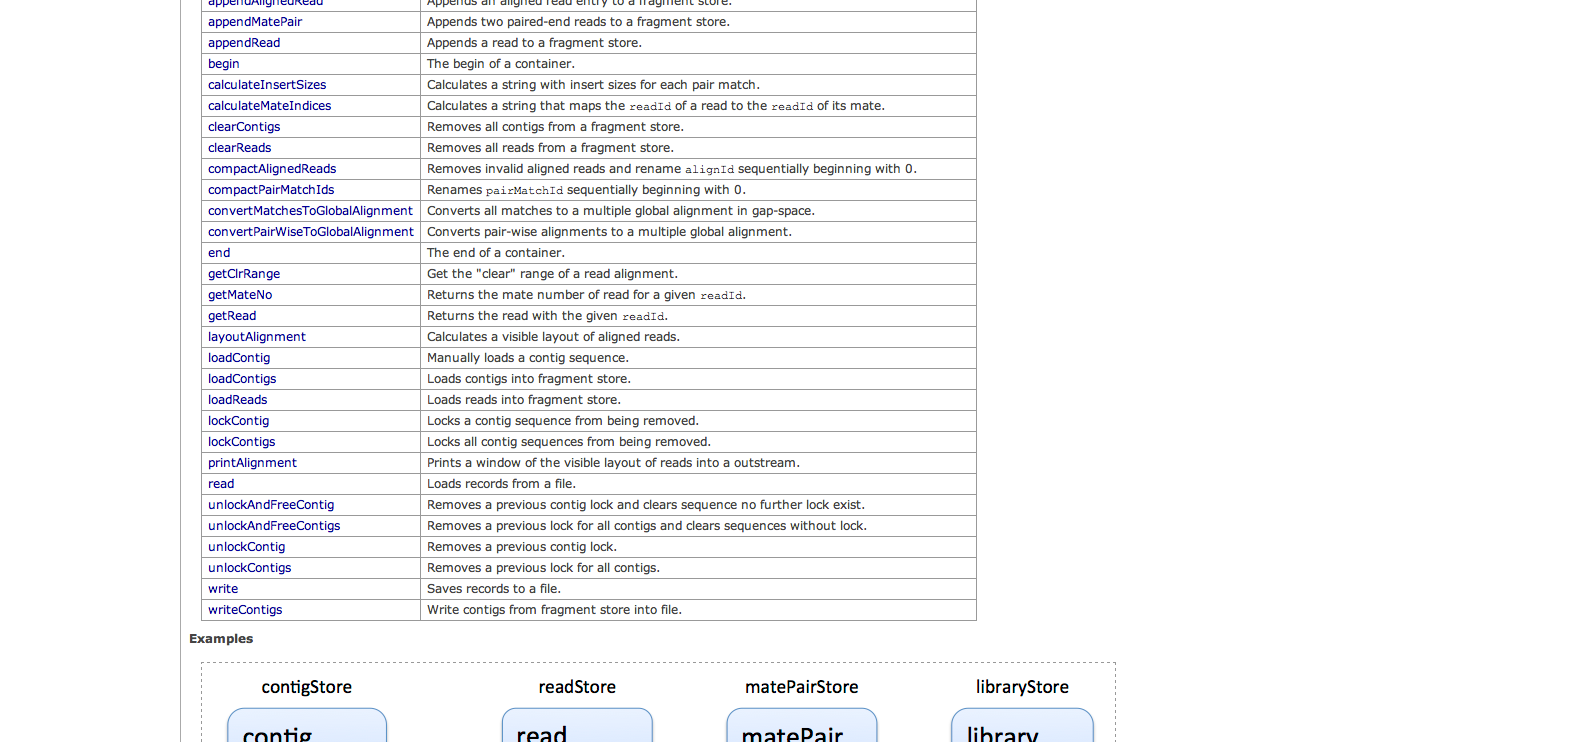 appendAlignedRead Appends an aligned read entry to a fragment store.
appendMatePair Appends two paired-end reads to a fragment store.
appendRead Appends a read to a fragment store.
begin The begin of a container.
calculateInsertSizes Calculates a string with insert sizes for each pair match.
calculateMateIndices Calculates a string that maps the readId of a read to the readId of its mate.
clearContigs Removes all contigs from a fragment store.
clearReads Removes all reads from a fragment store.
compactAlignedReads Removes invalid aligned reads and rename alignId sequentially beginning with 0.
compactPairMatchIds Renames pairMatchId sequentially beginning with 0.
convertMatchesToGlobalAlignment Converts all matches to a multiple global alignment in gap-space.
convertPairWiseToGlobalAlignment Converts pair-wise alignments to a multiple global alignment.
end The end of a container.
getClrRange Get the "clear" range of a read alignment.
getMateNo Returns the mate number of read for a given readId.
getRead Returns the read with the given readId.
layoutAlignment Calculates a visible layout of aligned reads.
loadContig Manually loads a contig sequence.
loadContigs Loads contigs into fragment store.
loadReads Loads reads into fragment store.
lockContig Locks a contig sequence from being removed.
lockContigs Locks all contig sequences from being removed.
printAlignment Prints a window of the visible layout of reads into a outstream.
read Loads records from a file.
unlockAndFreeContig Removes a previous contig lock and clears sequence no further lock exist.
unlockAndFreeContigs Removes a previous lock for all contigs and clears sequences without lock.
unlockContig Removes a previous contig lock.
unlockContigs Removes a previous lock for all contigs.
write Saves records to a file.
writeContigs Write contigs from fragment store into file.
Examples
contigStore readStore matePairStore libraryStore
contig read matePair library